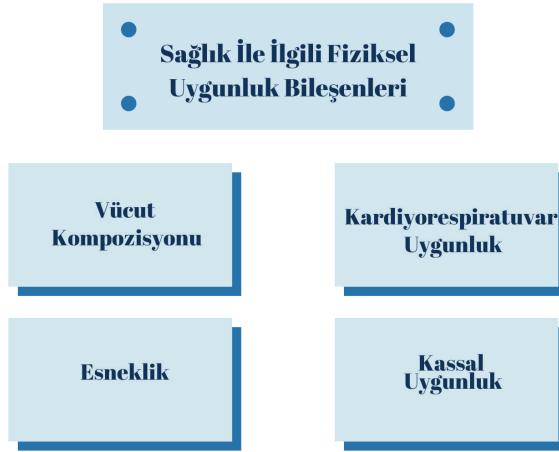 Sağlık İle İlgili Fiziksel
Uygunluk Bileşenleri
Vücut
Kompozisyonu
Kardiyorespiratuvar
Uygunluk
Esneklik
Kassal
Uygunluk